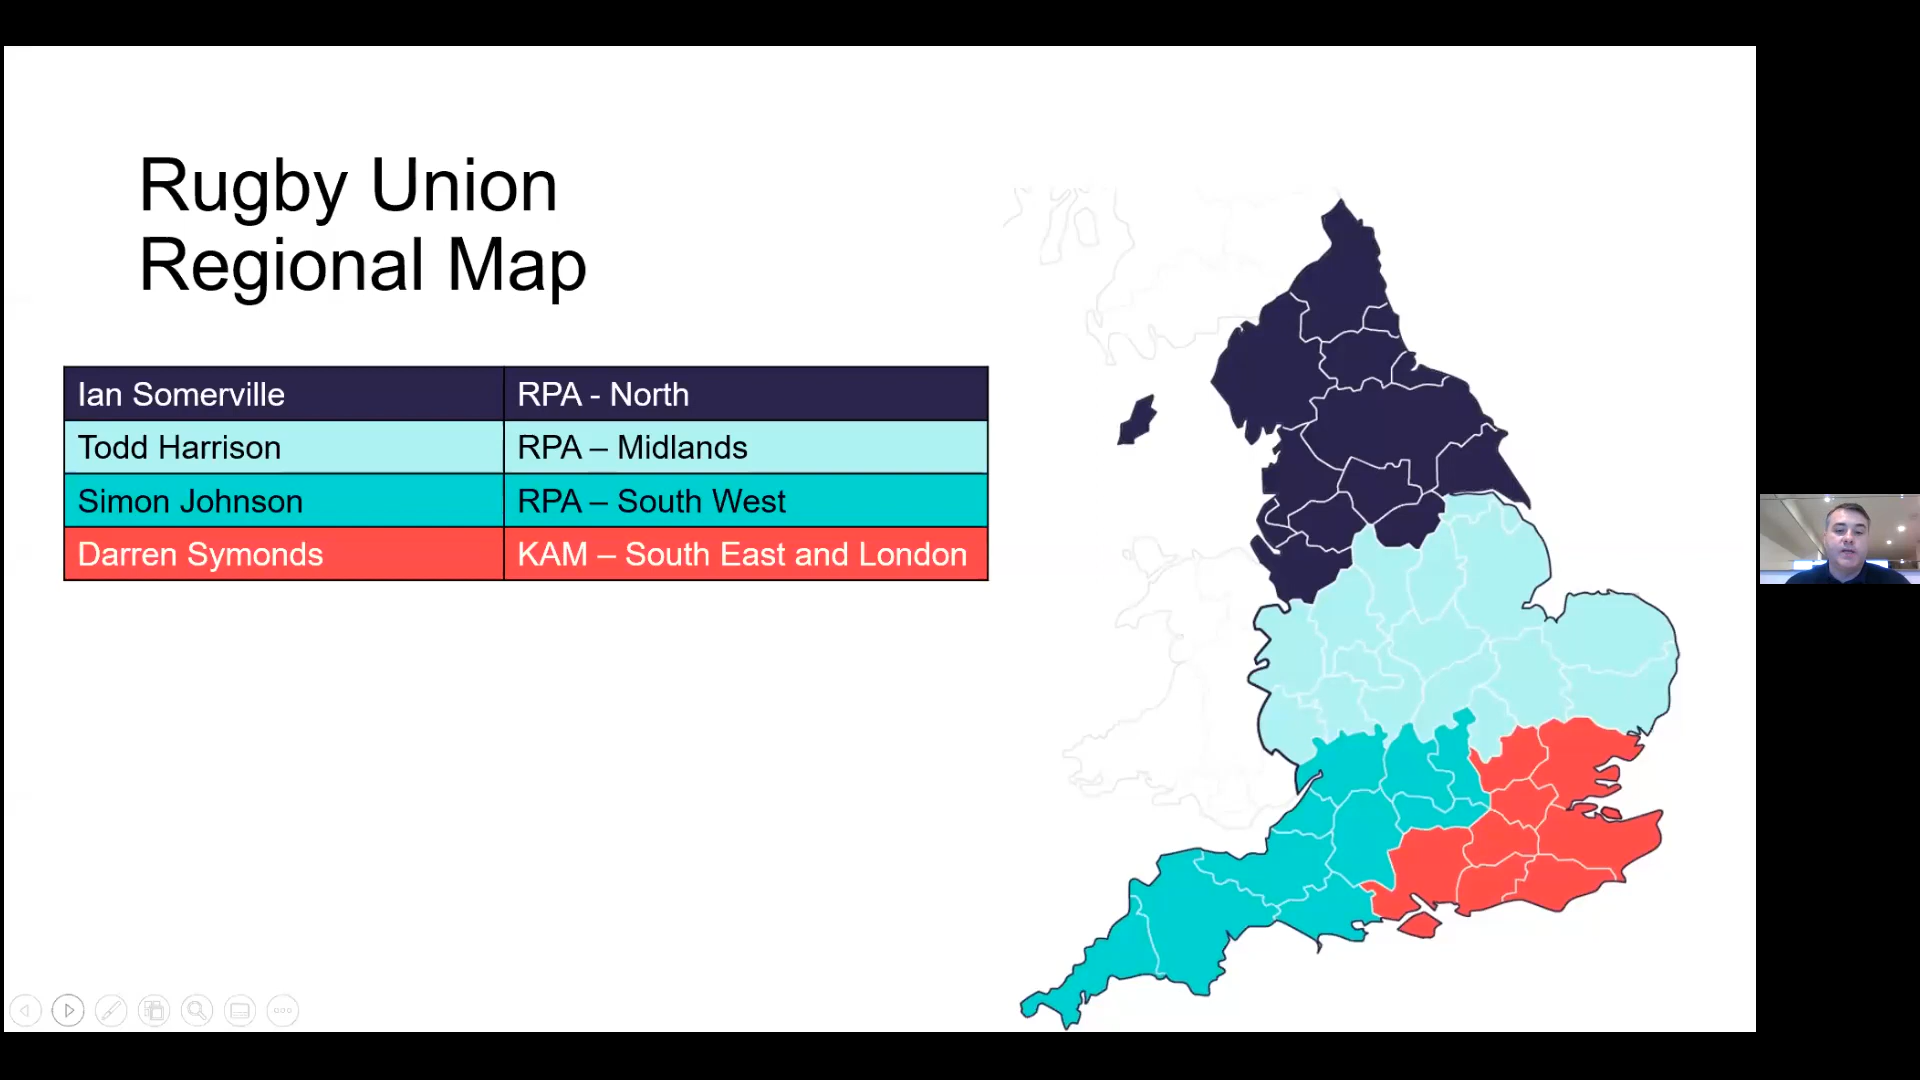 Rugby Union
Regional Map
Ian Somerville RPA - North
Todd Harrison RPA – Midlands
Simon Johnson RPA – South West
Darren Symonds KAM – South East and London